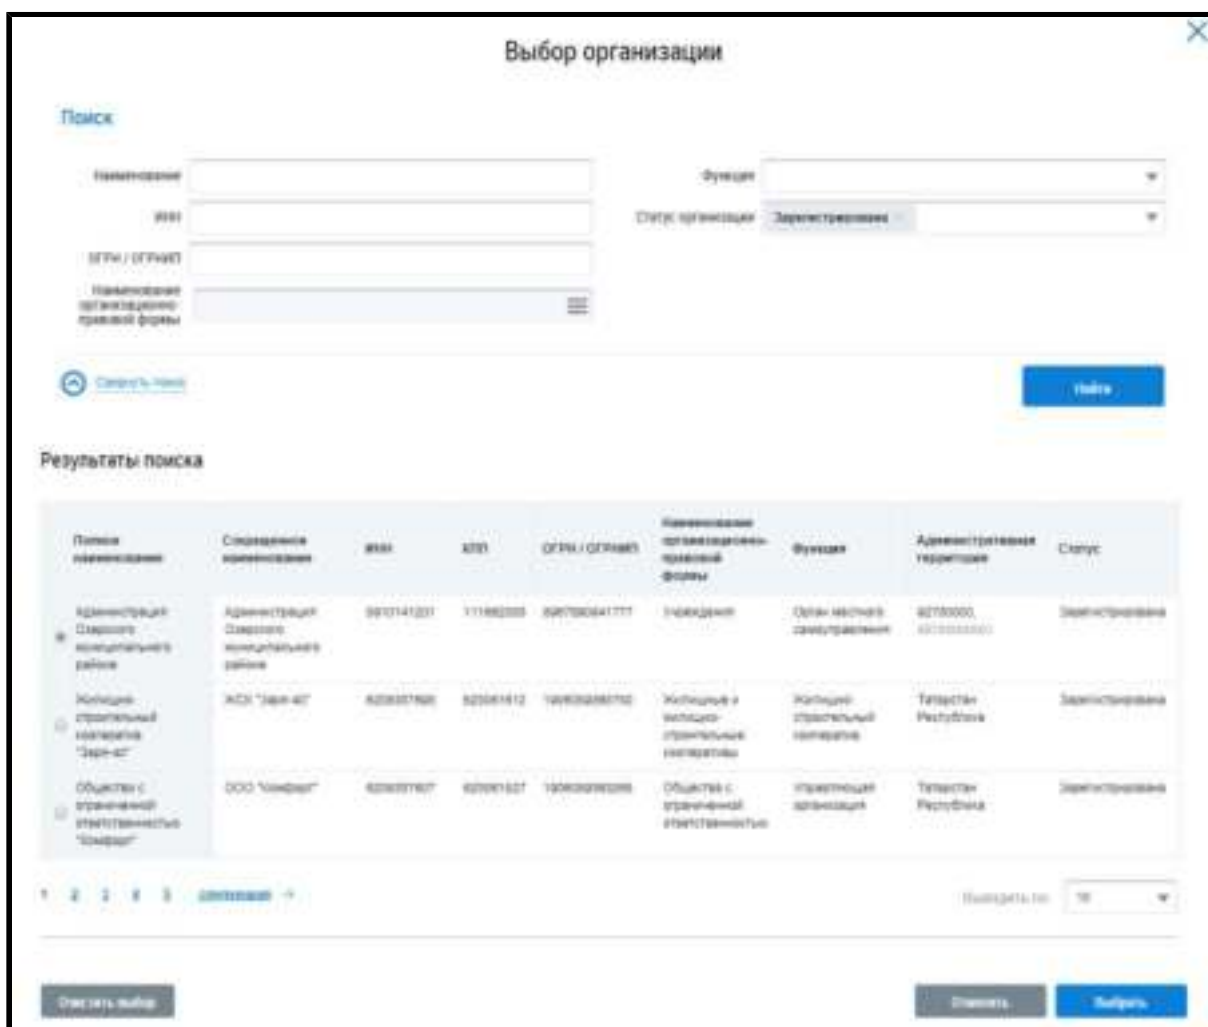 Выбор организации
Поиск
Наименование
Функция
ИНН
Статус организации
Зарегистрирована
ОГРН / ОГРНИП
Наименование
организационно-
правовой формы
Свернуть поиск
Найти
Результаты поиска
Полное
наименование
Сокращенное
наименование
ИНН
КПП
ОГРН / ОГРНИП
Наименование
организационно-
правовой
формы
Функция
Административная
территория
Статус
Администрация
Озерского
муниципального
района
Администрация
Озерского
муниципального
района
Учреждения
Орган местного
самоуправления
Зарегистрирована
Жилищно-
строительный
кооператив
ЖСК
Жилищные и
жилищно-
строительные
кооперативы
Жилищно-
строительный
кооператив
Татарстан
Республика
Зарегистрирована
Общество с
ограниченной
ответственностью
"Комфорт"
ООО "Комфорт"
Общества с
ограниченной
ответственностью
Управляющая
организация
Татарстан
Республика
Зарегистрирована
1 2 3 4 5 следующая
Выводить по
10
Очистить выбор
Отменить
Выбрать